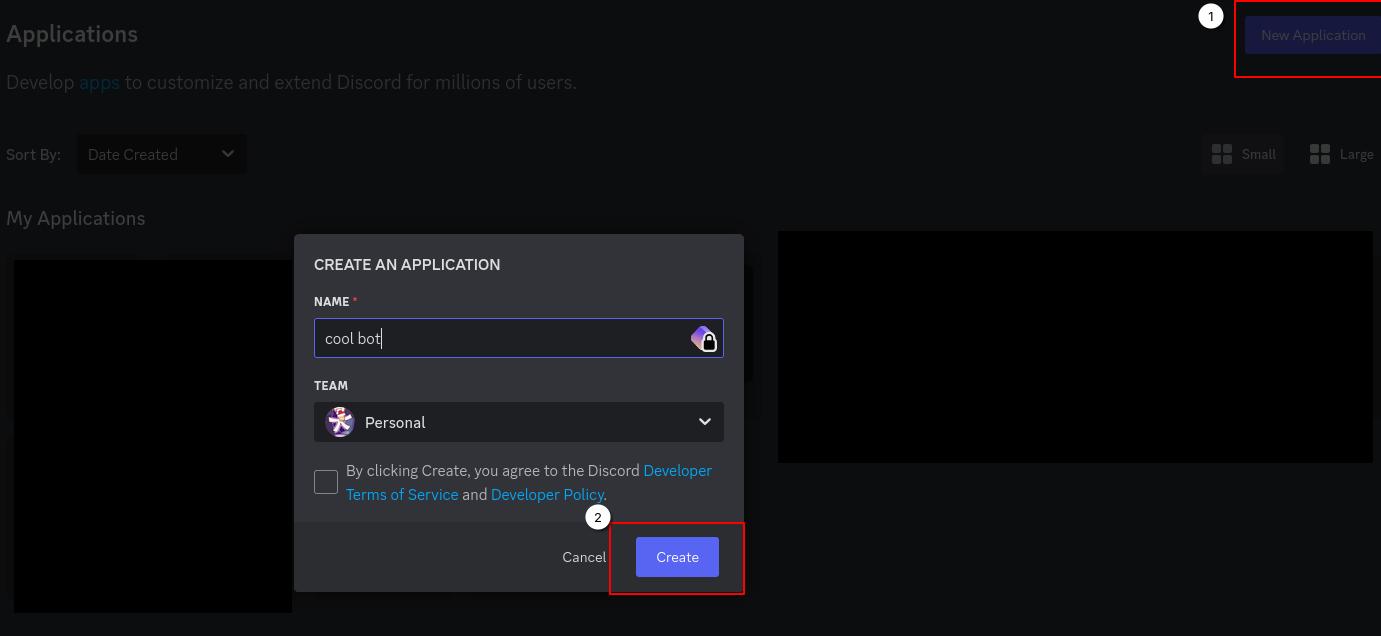 1
Applications
New Application
Develop apps to customize and extend Discord for millions of users.
Sort By:
Date Created
Small
Large
My Applications
CREATE AN APPLICATION
NAME *
cool bot
TEAM
Personal
By clicking Create, you agree to the Discord Developer
Terms of Service and Developer Policy.
2
Cancel
Create